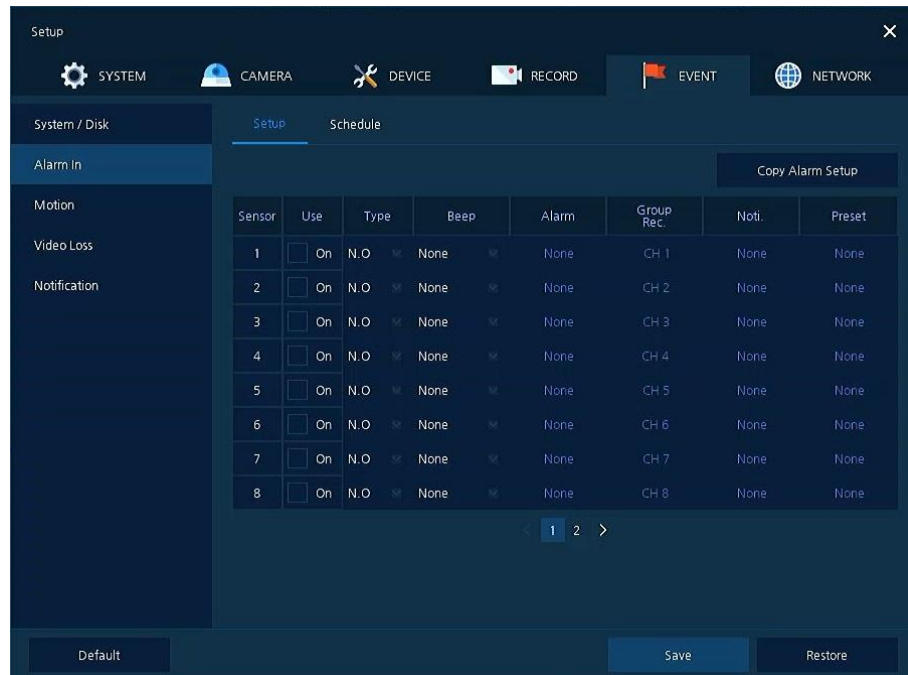 Setup
SYSTEM CAMERA DEVICE RECORD EVENT NETWORK
System / Disk
Alarm In
Motion
Video Loss
Notification
Setup Schedule
Copy Alarm Setup
Sensor Use Type Beep Alarm Group Rec. Noti. Preset
1 On N.O None None CH 1 None None
2 On N.O None None CH 2 None None
3 On N.O None None CH 3 None None
4 On N.O None None CH 4 None None
5 On N.O None None CH 5 None None
6 On N.O None None CH 6 None None
7 On N.O None None CH 7 None None
8 On N.O None None CH 8 None None
1 2
Default Save Restore